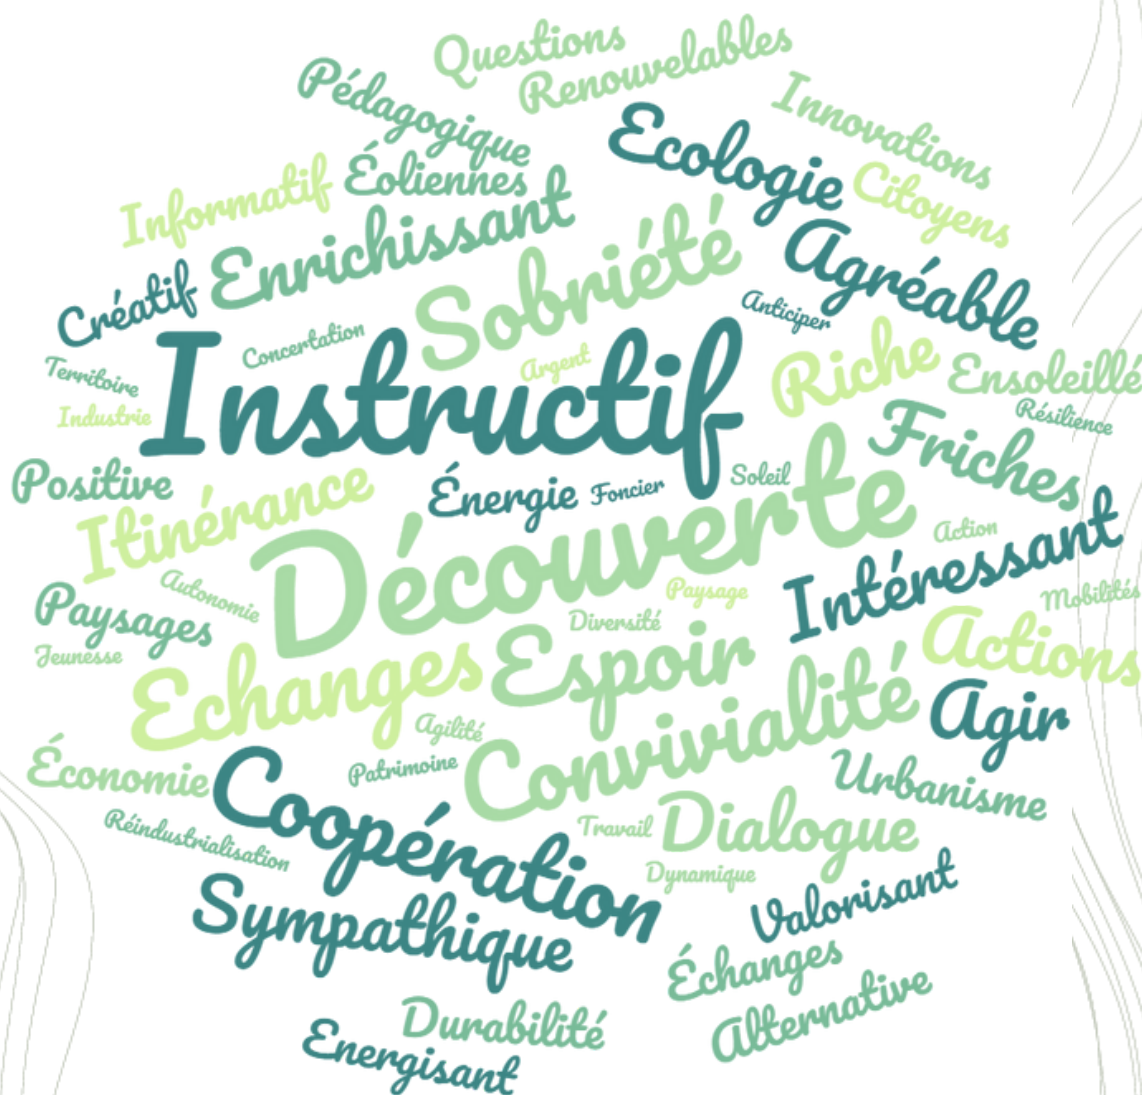 Questions
Renouvelables
Pédagogique
Innovations
Ecologie
Éoliennes
Citoyens
Informatif
Enrichissant
Sobriété
Agréable
Créatif
Anticiper
Concertation
Argent
Riche
Ensoleillé
Territoire
Instructif
Industrie
Résilience
Friches
Positive
Itinérance
Énergie
Foncier
Soleil
Découverte
Action
Intéressant
Autonomie
Paysage
Mobilités
Paysages
Diversité
Jeunesse
Echanges
Espoir
Actions
Convivialité
Agir
Agilité
Économie
Patrimoine
Coopération
Urbanisme
Réindustrialisation
Travail
Dialogue
Dynamique
Sympathique
Valorisant
Échanges
Alternative
Durabilité
Energisant